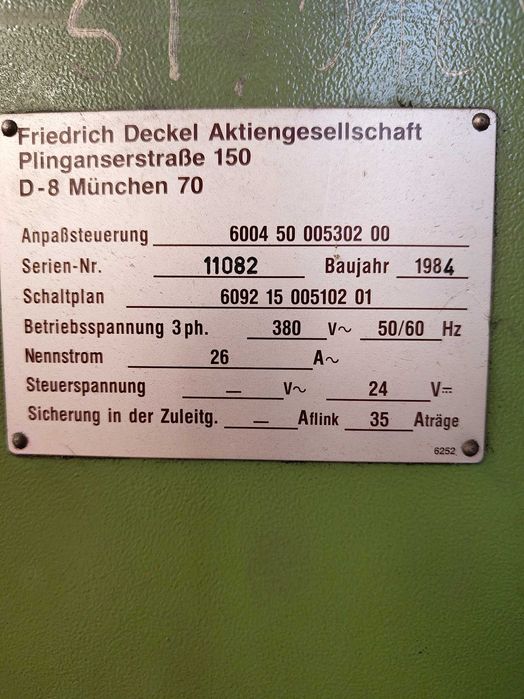 Friedrich Deckel Aktiengesellschaft
Plinganserstraße 150
D-8 München 70
Anpaßsteuerung 6004 50 005302 00
Serien-Nr. 11082 Baujahr 1984
Schaltplan 6092 15 005102 01
Betriebsspannung 3 ph. 380 V~ 50/60 Hz
Nennstrom 26 A~
Steuerspannung — V~ 24 V⎓
Sicherung in der Zuleitg. — Aflink 35 Aträge
6252